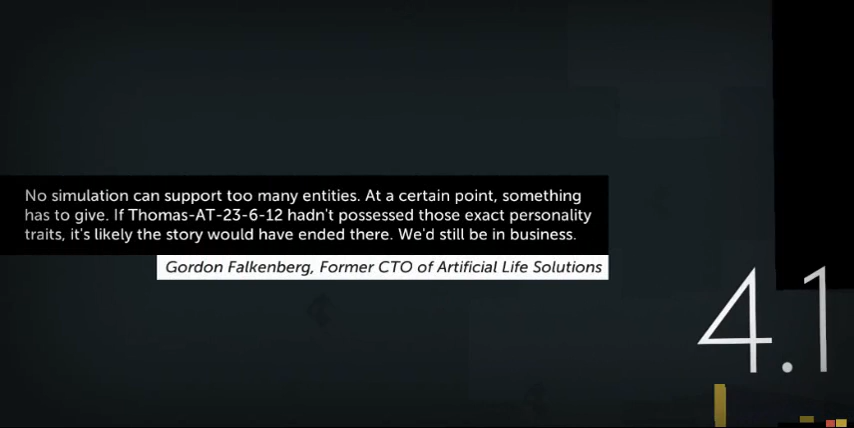 No simulation can support too many entities. At a certain point, something
has to give. If Thomas-AT-23-6-12 hadn't possessed those exact personality
traits, it's likely the story would have ended there. We'd still be in business.
Gordon Falkenberg, Former CTO of Artificial Life Solutions
4.1